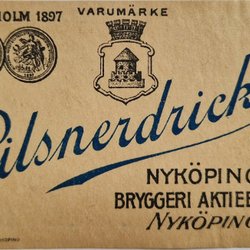 HOLM 1897 VARUMÄRKE
Pilsnerdrick
NYKÖPING
BRYGGERI AKTIEB
NYKÖPING